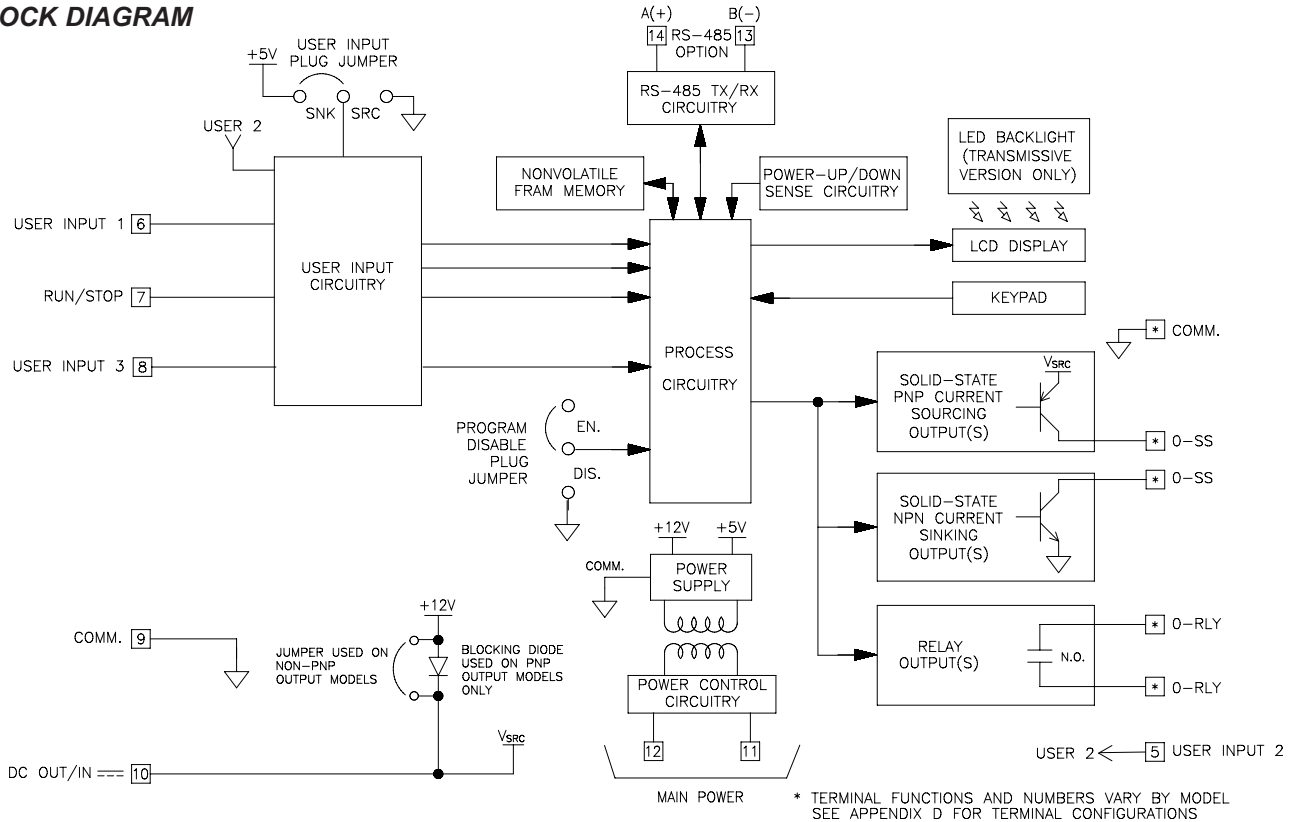 OCK DIAGRAM
A(+) B(-)
14 RS-485 13
OPTION
RS-485 TX/RX
CIRCUITRY
+5V
USER INPUT
PLUG JUMPER
SNK SRC
USER 2
NONVOLATILE
FRAM MEMORY
POWER-UP/DOWN
SENSE CIRCUITRY
LED BACKLIGHT
(TRANSMISSIVE
VERSION ONLY)
USER INPUT 1 6
RUN/STOP 7
USER INPUT 3 8
USER INPUT
CIRCUITRY
LCD DISPLAY
KEYPAD
PROCESS
CIRCUITRY
* COMM.
SOLID-STATE
PNP CURRENT
SOURCING
OUTPUT(S)
VSRC
* O-SS
PROGRAM
DISABLE
PLUG
JUMPER
EN.
DIS.
* O-SS
SOLID-STATE
NPN CURRENT
SINKING
OUTPUT(S)
+12V +5V
COMM.
POWER
SUPPLY
COMM. 9
+12V
JUMPER USED ON
NON-PNP
OUTPUT MODELS
BLOCKING DIODE
USED ON PNP
OUTPUT MODELS
ONLY
POWER CONTROL
CIRCUITRY
RELAY
OUTPUT(S)
N.O.
* O-RLY
* O-RLY
DC OUT/IN 10
VSRC
12 11
MAIN POWER
USER 2 5 USER INPUT 2
* TERMINAL FUNCTIONS AND NUMBERS VARY BY MODEL
SEE APPENDIX D FOR TERMINAL CONFIGURATIONS